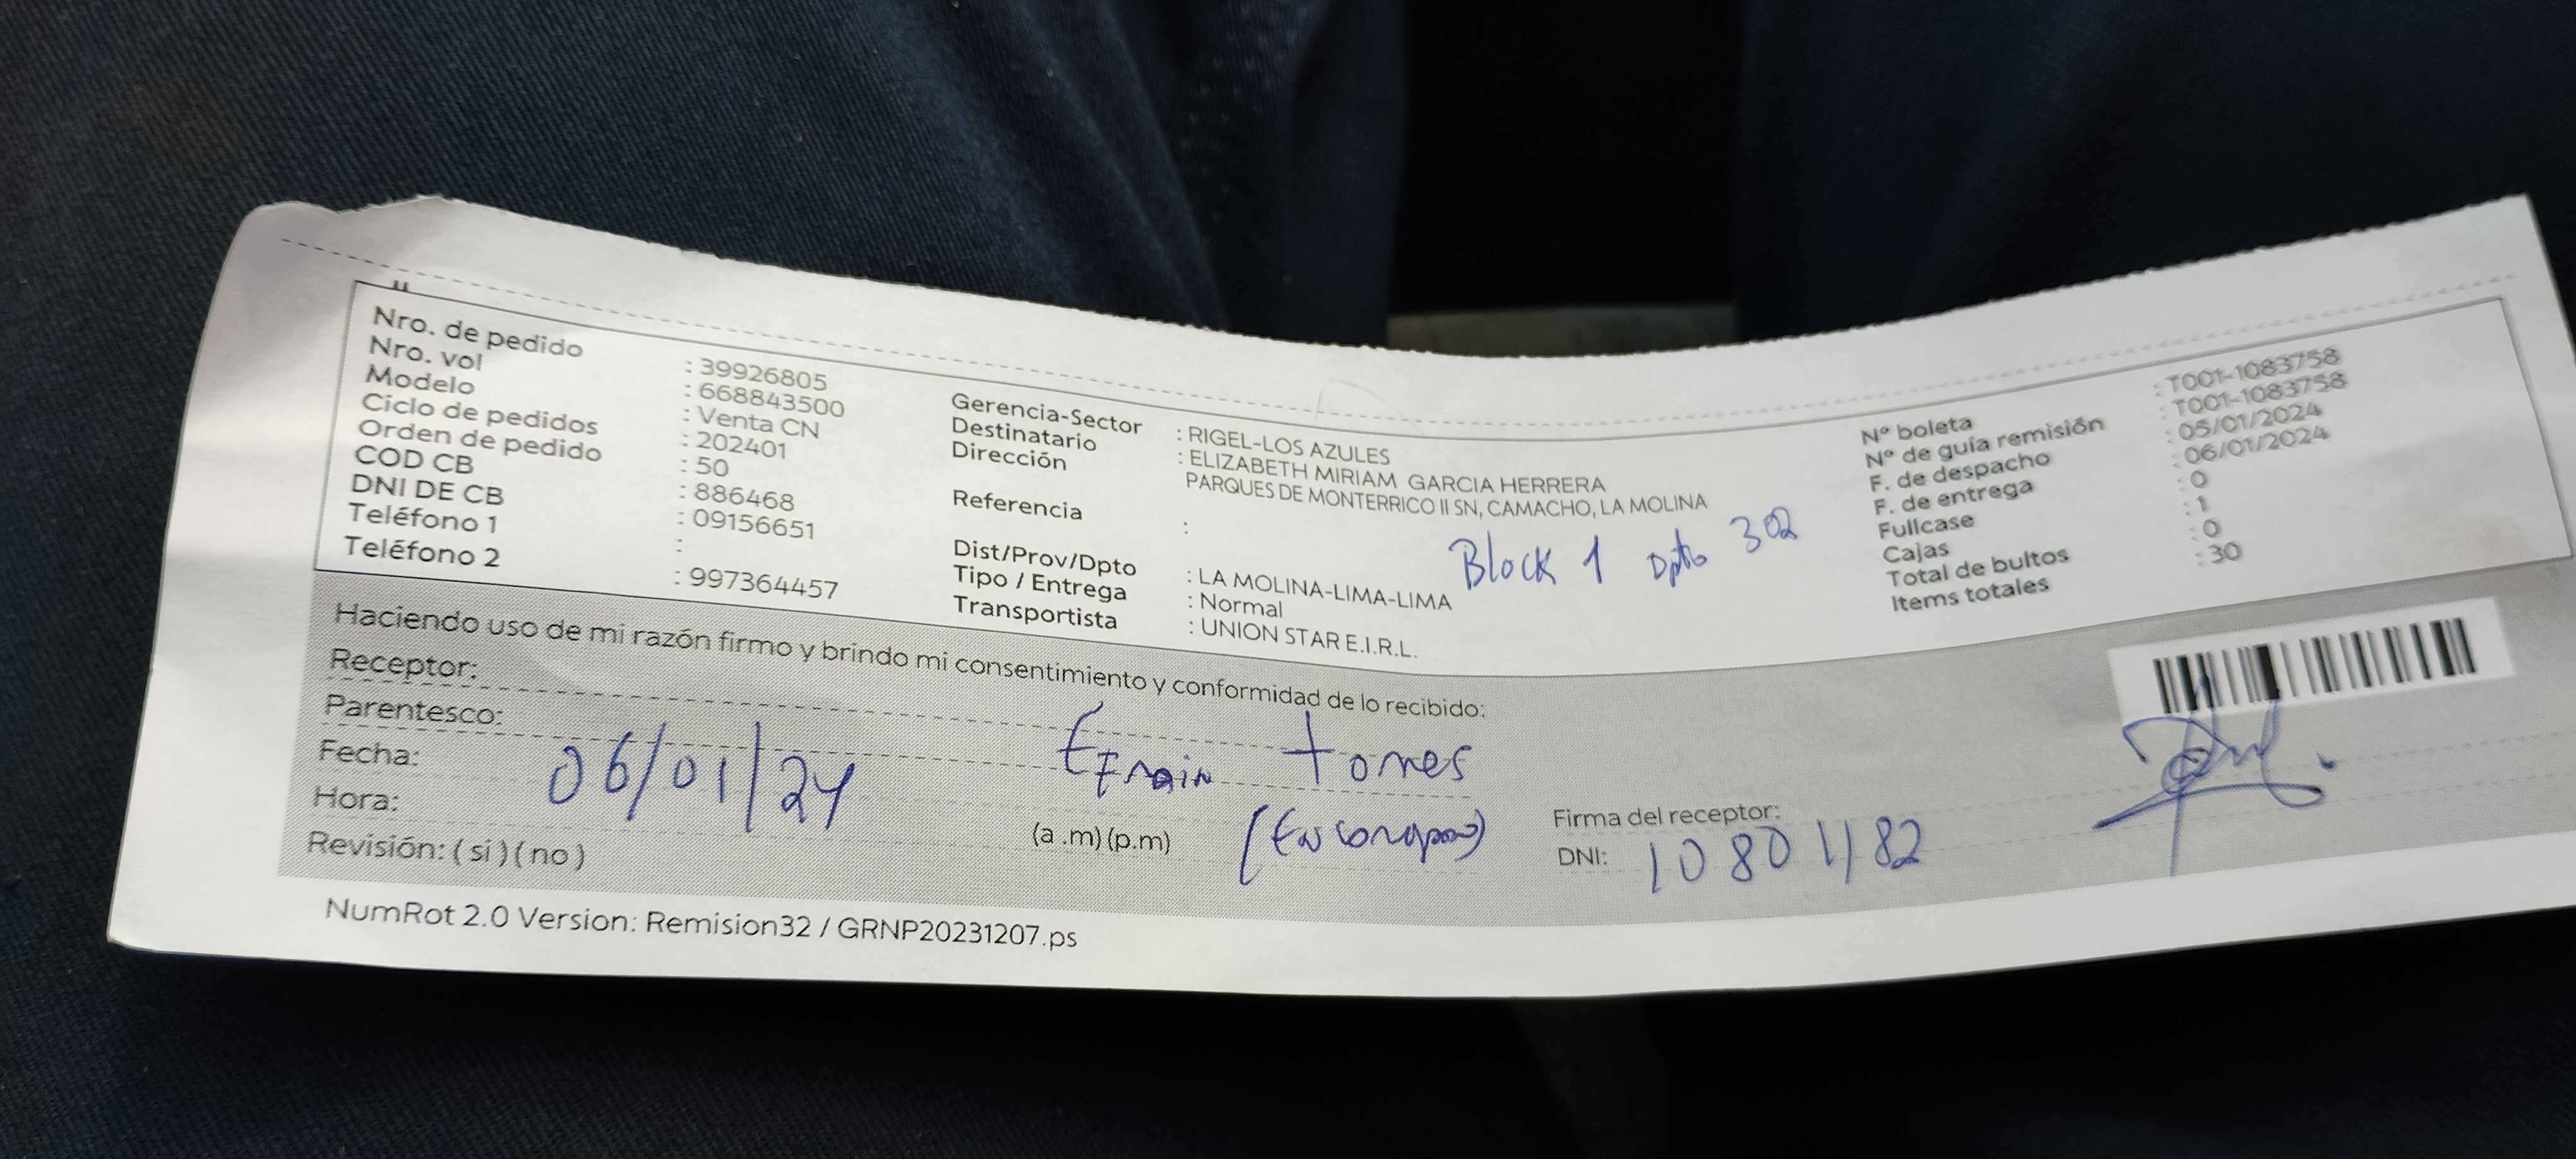 Nro. de pedido : 39926805
Nro. vol : 668843500
Modelo : Venta CN
Ciclo de pedidos : 202401
Orden de pedido : 50
COD CB : 886468
DNI DE CB : 09156651
Teléfono 1 :
Teléfono 2 : 997364457
Gerencia-Sector : RIGEL-LOS AZULES
Destinatario : ELIZABETH MIRIAM GARCIA HERRERA
Dirección PARQUES DE MONTERRICO II SN, CAMACHO, LA MOLINA
Referencia :
Block 1 Dpto 302
Dist/Prov/Dpto : LA MOLINA-LIMA-LIMA
Tipo / Entrega : Normal
Transportista : UNION STAR E.I.R.L.
Nº boleta : T001-1083758
Nº de guía remisión : T001-1083758
F. de despacho : 05/01/2024
F. de entrega : 06/01/2024
Fullcase : 0
Cajas : 1
Total de bultos : 0
Items totales : 30
Haciendo uso de mi razón firmo y brindo mi consentimiento y conformidad de lo recibido:
Receptor:
Parentesco:
Efrain torres
Fecha: 06/01/24
Hora: (a .m) (p.m)
Revisión: ( si ) ( no )
Firma del receptor:
DNI: 10801182
NumRot 2.0 Version: Remision32 / GRNP20231207.ps